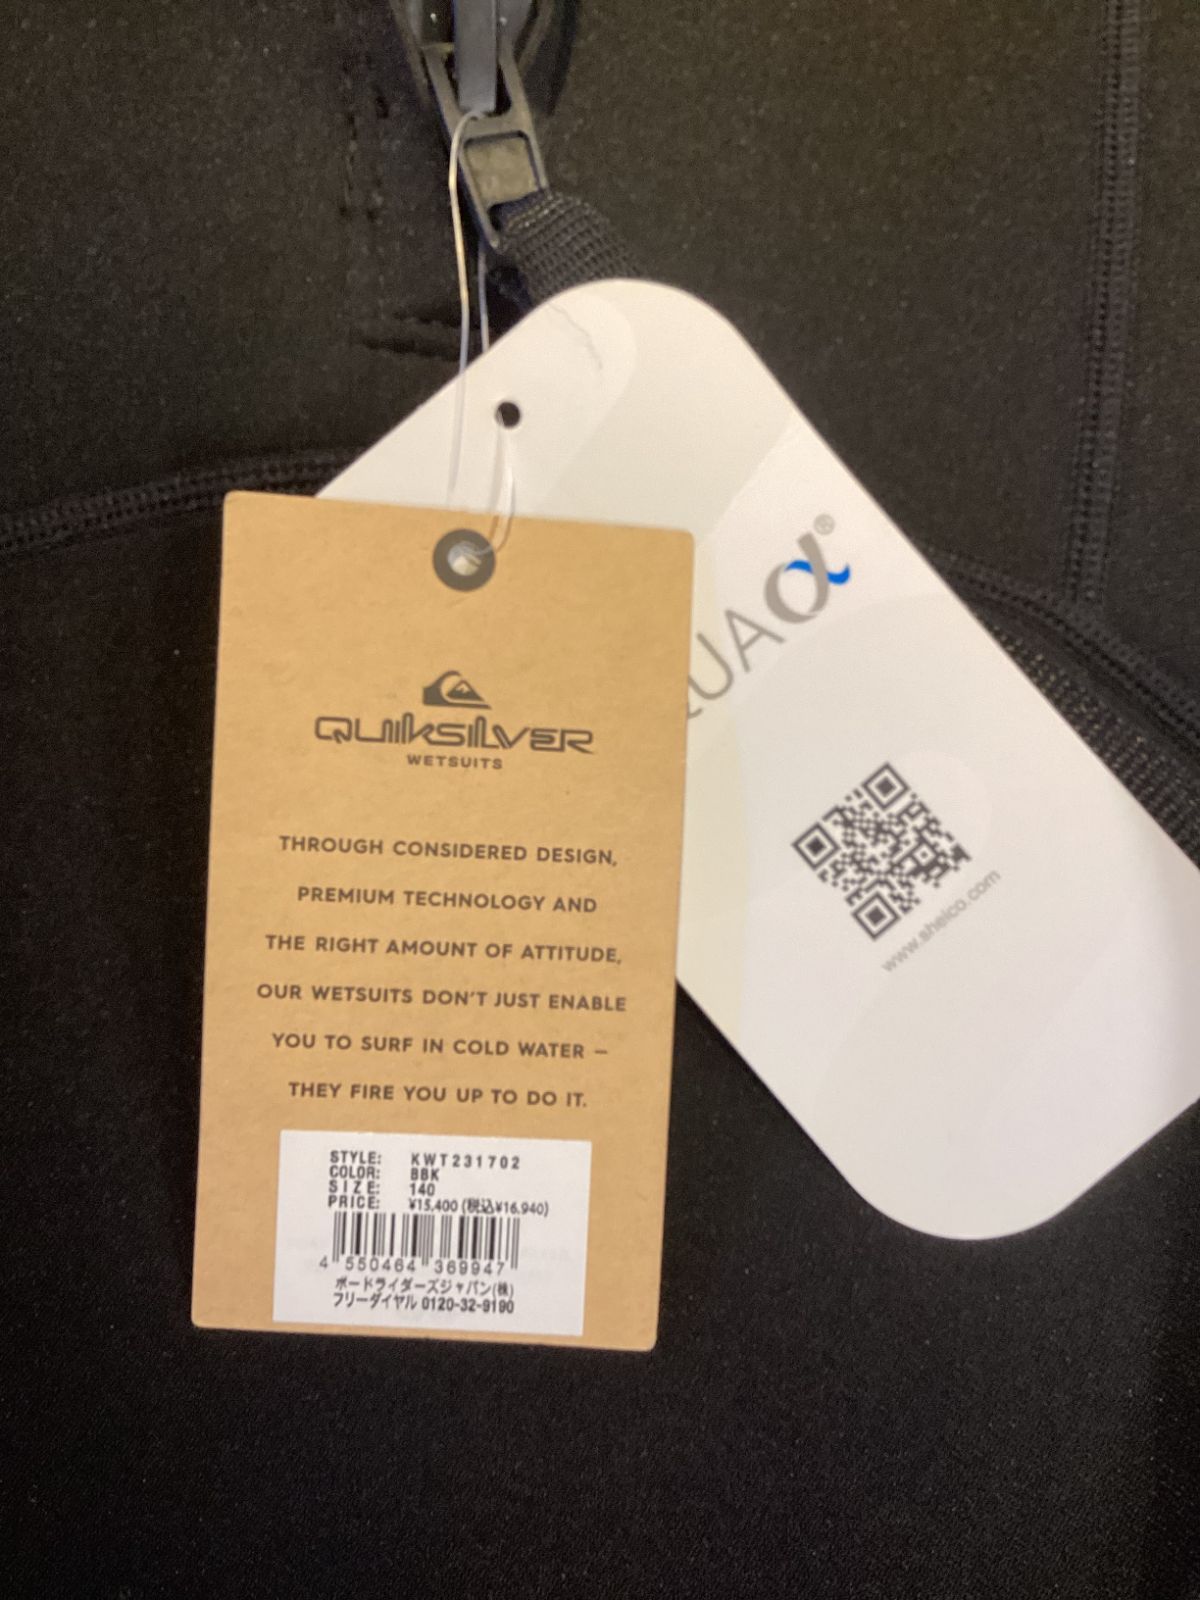 QUIKSILVER
WETSUITS
THROUGH CONSIDERED DESIGN,
PREMIUM TECHNOLOGY AND
THE RIGHT AMOUNT OF ATTITUDE,
OUR WETSUITS DON'T JUST ENABLE
YOU TO SURF IN COLD WATER –
THEY FIRE YOU UP TO DO IT.
STYLE: KWT231702
COLOR: BBK
SIZE: 140
PRICE: ¥15,400 (税込¥16,940)
4 550464 369947
ボードライダーズジャパン(株)
フリーダイヤル 0120-32-9190
QUAα®
www.sheico.com